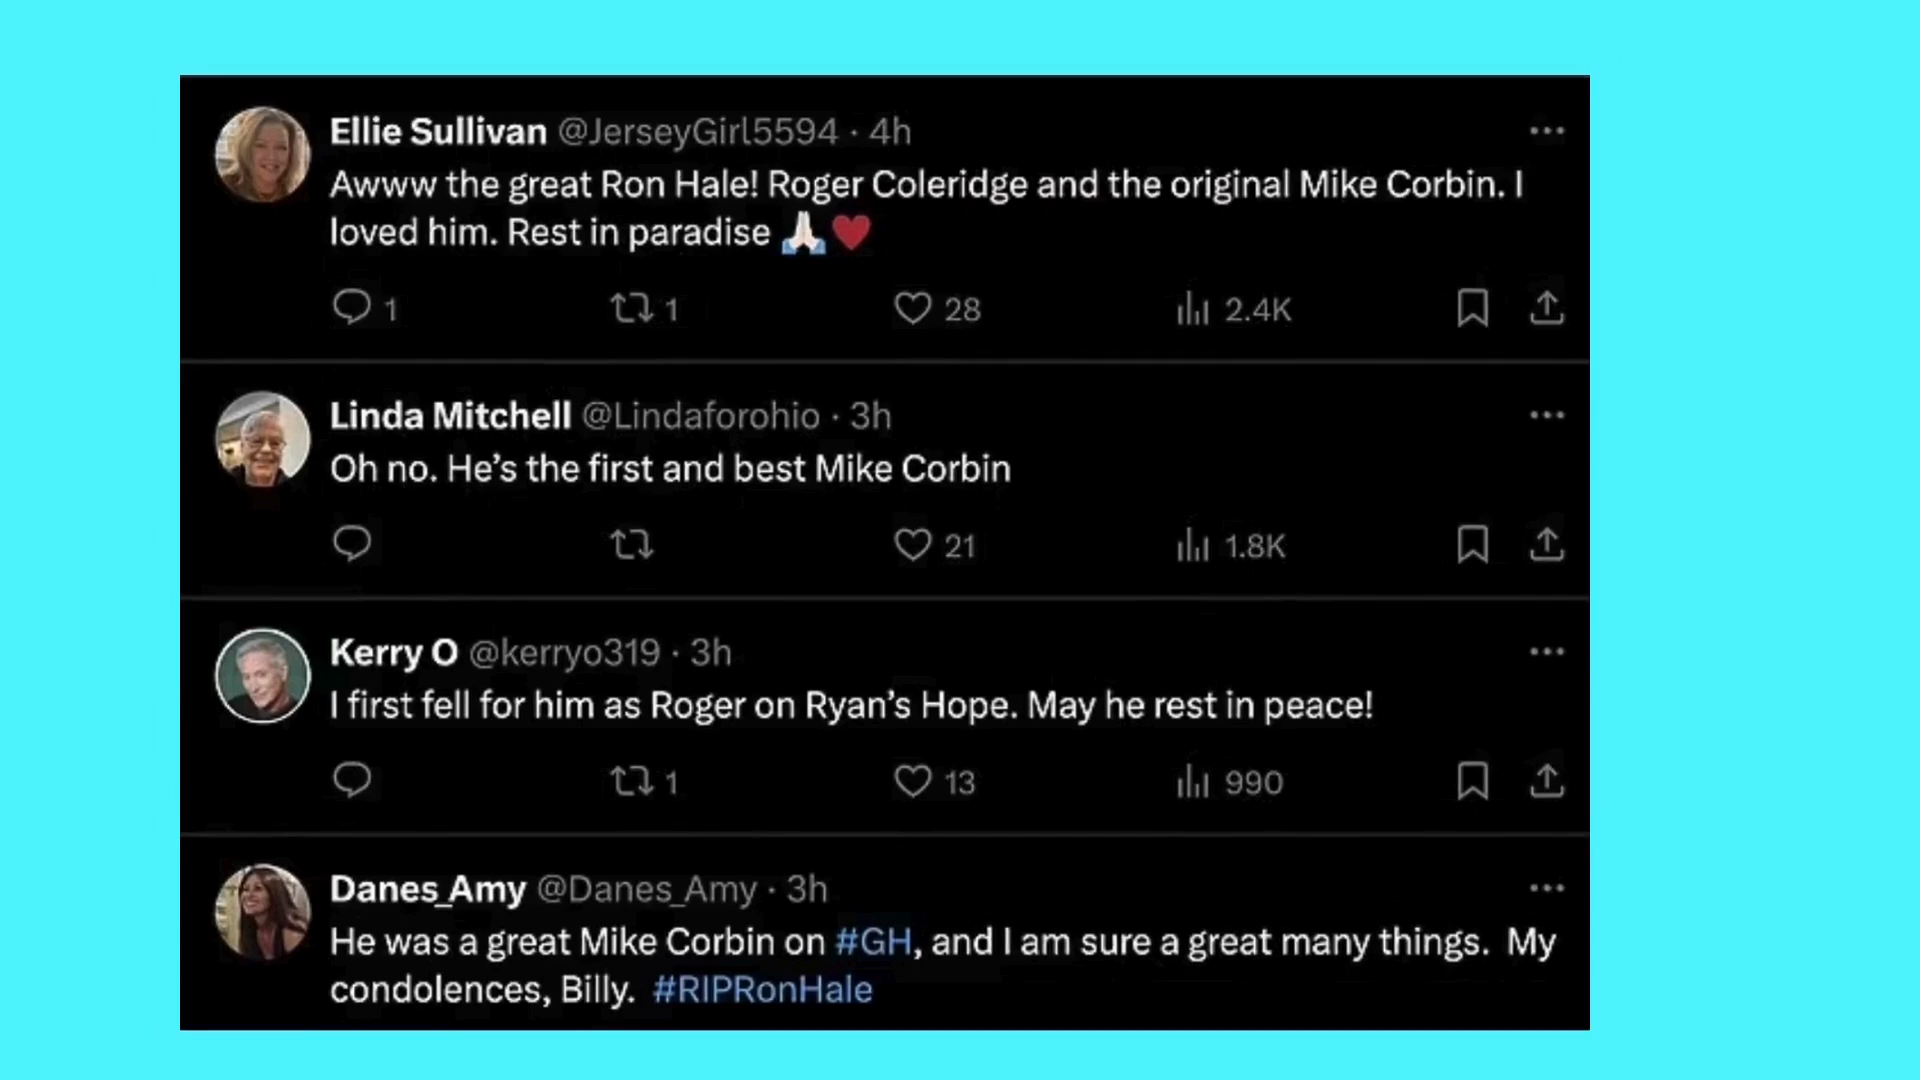 Ellie Sullivan @JerseyGirl5594 · 4h
Awww the great Ron Hale! Roger Coleridge and the original Mike Corbin. I
loved him. Rest in paradise 🙏🏻♥️
1 1 28 2.4K
Linda Mitchell @Lindaforohio · 3h
Oh no. He’s the first and best Mike Corbin
21 1.8K
Kerry O @kerryo319 · 3h
I first fell for him as Roger on Ryan’s Hope. May he rest in peace!
1 13 990
Danes_Amy @Danes_Amy · 3h
He was a great Mike Corbin on #GH, and I am sure a great many things. My
condolences, Billy. #RIPRonHale